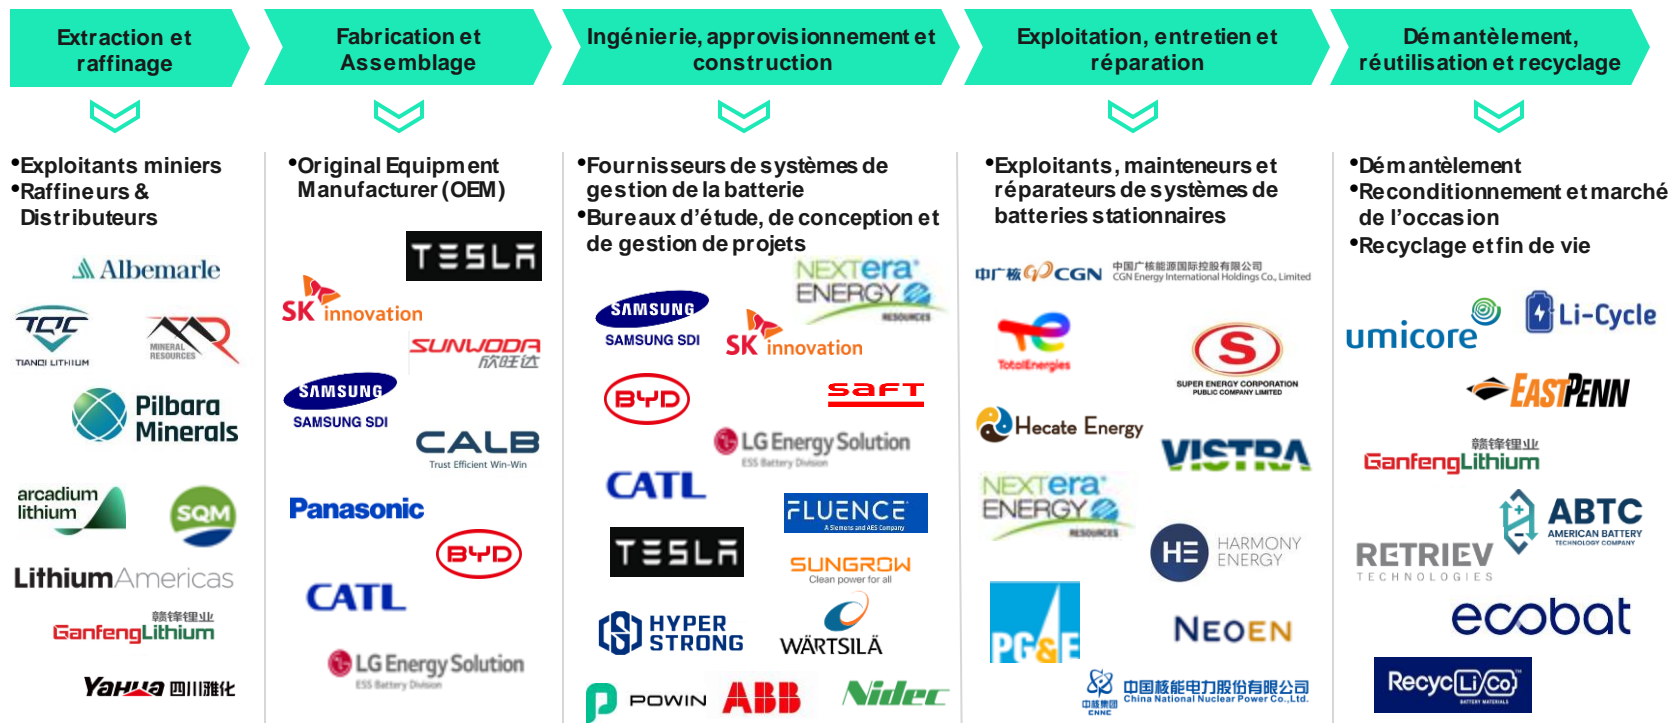 Extraction et
raffinage
Fabrication et
Assemblage
Ingénierie, approvisionnement et
construction
Exploitation, entretien et
réparation
Démantèlement,
réutilisation et recyclage
•Exploitants miniers
•Raffineurs &
Distributeurs
Albemarle
TQC
TIANQI LITHIUM
MINERAL
RESOURCES
Pilbara
Minerals
arcadium
lithium
SQM
LithiumAmericas
赣锋锂业
GanfengLithium
YAHUA 四川雅化
•Original Equipment
Manufacturer (OEM)
TESLA
SK innovation
SUNWODA
欣旺达
SAMSUNG
SAMSUNG SDI
CALB
Trust Efficient Win-Win
Panasonic
BYD
CATL
LG Energy Solution
ESS Battery Division
•Fournisseurs de systèmes de
gestion de la batterie
•Bureaux d’étude, de conception et
de gestion de projets
NEXTera
ENERGY
RESOURCES
SAMSUNG
SAMSUNG SDI
SK innovation
BYD
SAFT
LG Energy Solution
ESS Battery Division
CATL
FLUENCE
A Siemens and AES Company
TESLA
SUNGROW
Clean power for all
HYPER
STRONG
WÄRTSILÄ
POWIN
ABB
Nidec
•Exploitants, mainteneurs et
réparateurs de systèmes de
batteries stationnaires
中广核 CGN 中国广核能源国际控股有限公司
CGN Energy International Holdings Co., Limited
TotalEnergies
S
SUPER ENERGY CORPORATION
PUBLIC COMPANY LIMITED
Hecate Energy
VISTRA
NEXTera
ENERGY
RESOURCES
HE HARMONY
ENERGY
PG&E
NEOEN
中核集团
CNNC
中国核能电力股份有限公司
China National Nuclear Power Co.,Ltd.
•Démantèlement
•Reconditionnement et marché
de l’occasion
•Recyclage et fin de vie
umicore
Li-Cycle
EASTPENN
赣锋锂业
GanfengLithium
ABTC
AMERICAN BATTERY
TECHNOLOGY COMPANY
RETRIEV
TECHNOLOGIES
ecobat
RecycLi/Co™
BATTERY MATERIALS